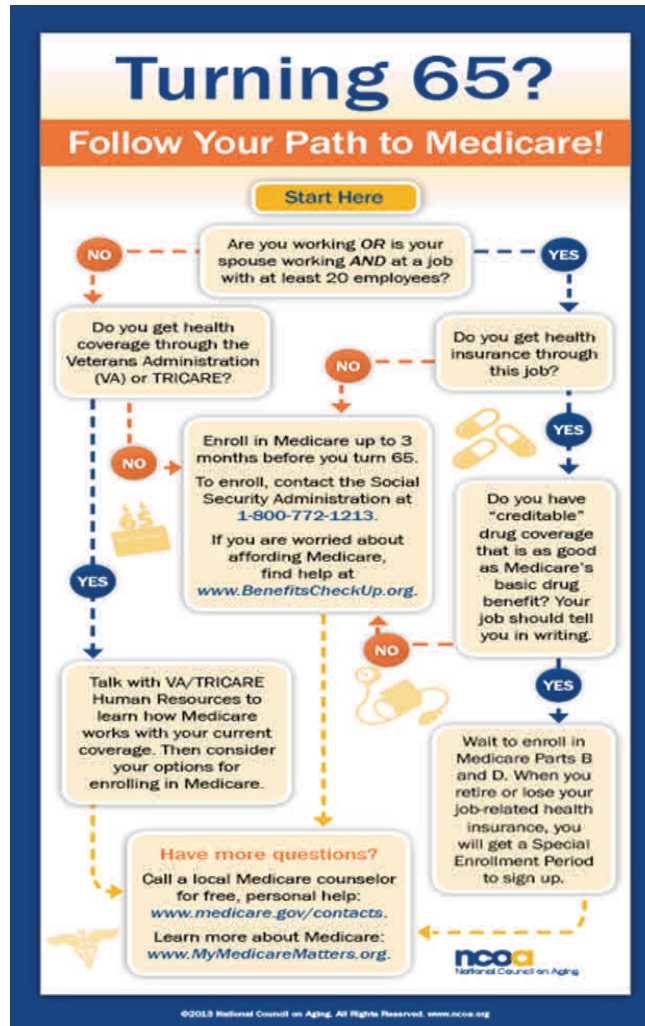 Turning 65?
Follow Your Path to Medicare!
Start Here
Are you working OR is your
spouse working AND at a job
with at least 20 employees?
NO
YES
Do you get health
coverage through the
Veterans Administration
(VA) or TRICARE?
Do you get health
insurance through
this job?
NO
YES
Enroll in Medicare up to 3
months before you turn 65.
To enroll, contact the Social
Security Administration at
1-800-772-1213.
If you are worried about
affording Medicare,
find help at
www.BenefitsCheckUp.org.
NO
65
Do you have
“creditable”
drug coverage
that is as good
as Medicare’s
basic drug
benefit? Your
job should tell
you in writing.
YES
NO
YES
Talk with VA/TRICARE
Human Resources to
learn how Medicare
works with your current
coverage. Then consider
your options for
enrolling in Medicare.
Wait to enroll in
Medicare Parts B
and D. When you
retire or lose your
job-related health
insurance, you
will get a Special
Enrollment Period
to sign up.
Have more questions?
Call a local Medicare counselor
for free, personal help:
www.medicare.gov/contacts.
Learn more about Medicare:
www.MyMedicareMatters.org.
ncoa
National Council on Aging
©2013 National Council on Aging. All Rights Reserved. www.ncoa.org